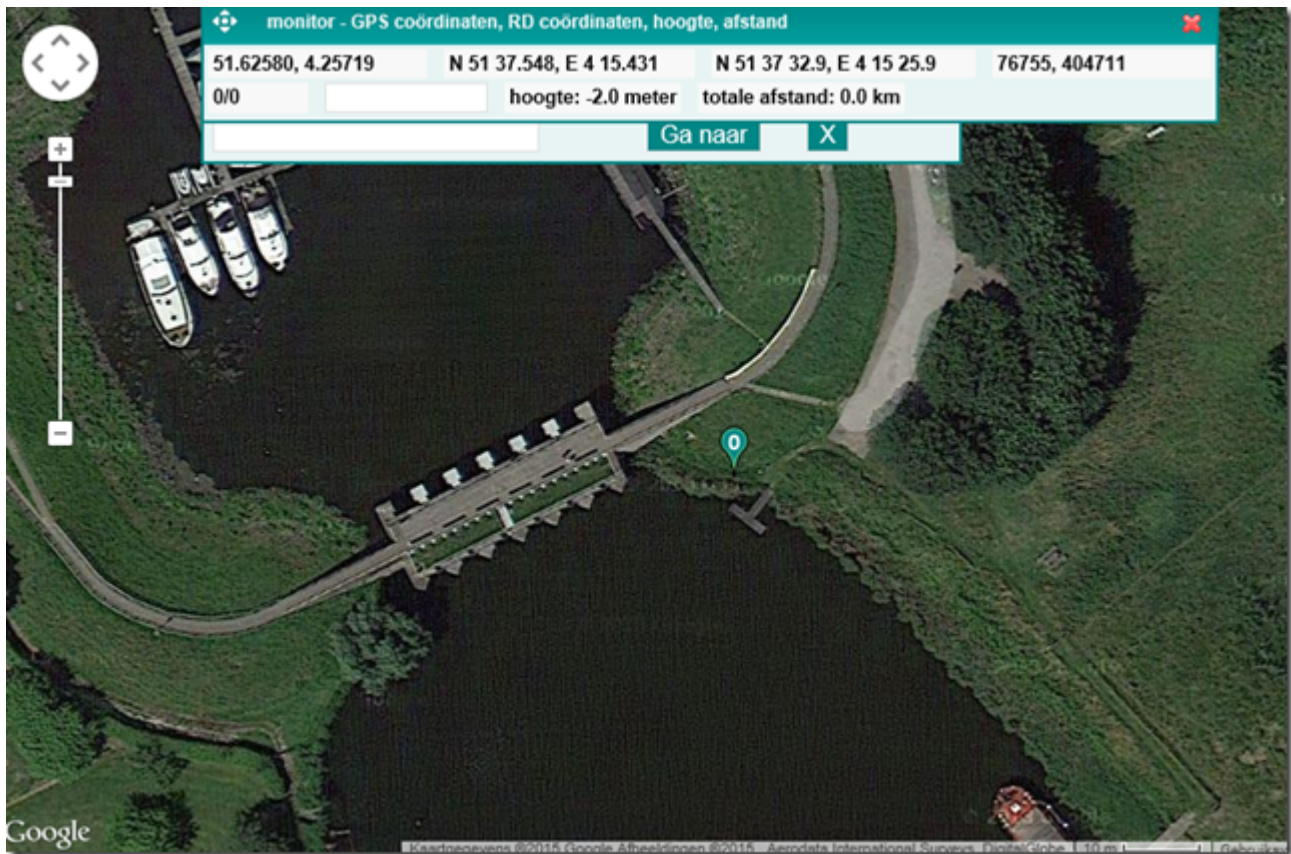 monitor - GPS coördinaten, RD coördinaten, hoogte, afstand
51.62580, 4.25719 N 51 37.548, E 4 15.431 N 51 37 32.9, E 4 15 25.9 76755, 404711
0/0 hoogte: -2.0 meter totale afstand: 0.0 km
Ga naar X
Google
0
Google
Kaartgegevens ©2015 Google Afbeeldingen ©2015 , Aerodata International Surveys, DigitalGlobe 10 m